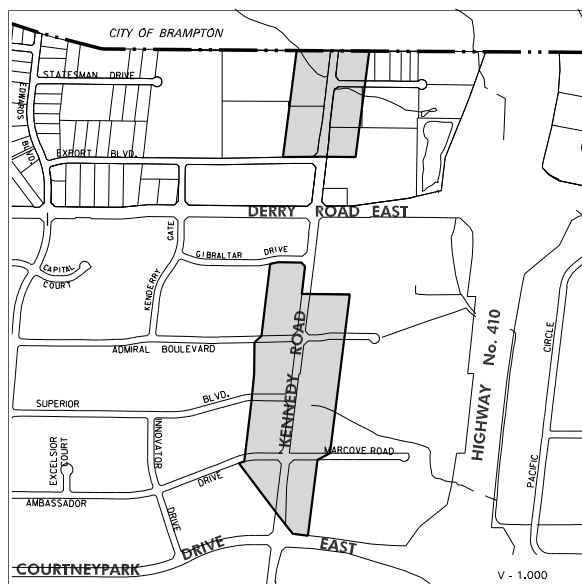 CITY OF BRAMPTON
STATESMAN DRIVE
EDWARDS
BLVD.
EXPORT BLVD.
DERRY ROAD EAST
GATE
KENDERRY
GIBRALTAR DRIVE
CAPITAL
COURT
ADMIRAL BOULEVARD
KENNEDY ROAD
HIGHWAY No. 410
CIRCLE
PACIFIC
SUPERIOR BLVD.
EXCELSIOR
COURT
INNOVATOR
DRIVE
MARCOVE ROAD
AMBASSADOR DRIVE
COURTNEYPARK DRIVE EAST
V - 1.000